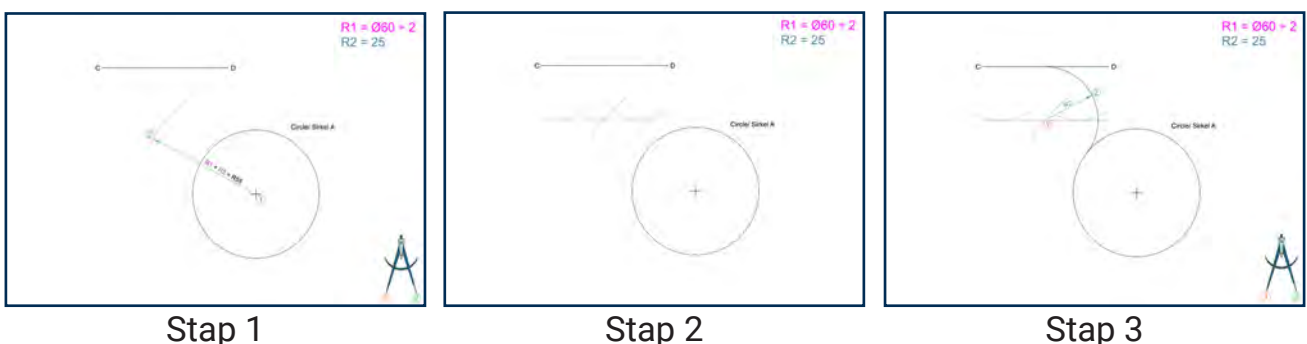 R1 = Ø60 ÷ 2
R2 = 25
C
D
Circle/ Sirkel A
Stap 1
R1 = Ø60 ÷ 2
R2 = 25
C
D
Circle/ Sirkel A
Stap 2
R1 = Ø60 ÷ 2
R2 = 25
C
D
Circle/ Sirkel A
Stap 3